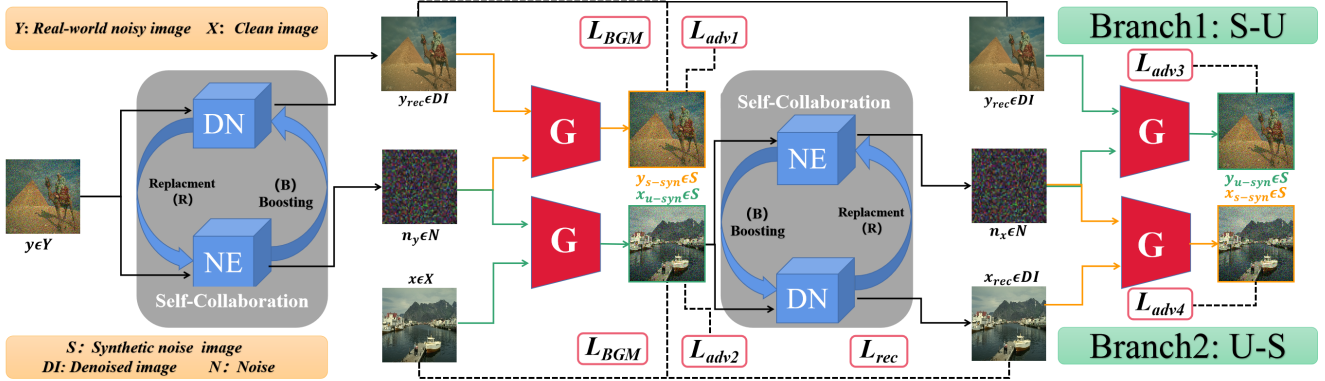 Y: Real-world noisy image X: Clean image
L_BGM
L_adv1
Branch1: S-U
L_adv3
Self-Collaboration
DN
y_rec ϵ DI
G
y_rec ϵ DI
G
NE
Replacment
(R)
(B)
Boosting
y_s-syn ϵ S
x_u-syn ϵ S
(B)
Boosting
Replacment
(R)
y_u-syn ϵ S
x_s-syn ϵ S
y ϵ Y
n_y ϵ N
n_x ϵ N
G
G
NE
x ϵ X
x_rec ϵ DI
DN
Self-Collaboration
L_adv4
S: Synthetic noise image
DI: Denoised image N: Noise
L_BGM
L_adv2
L_rec
Branch2: U-S